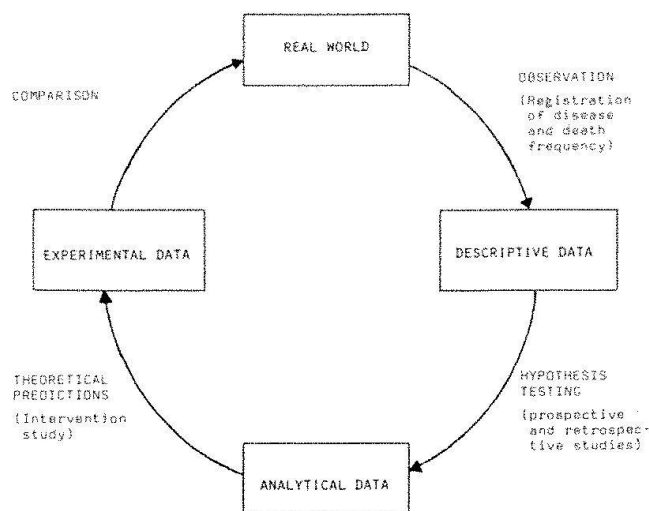 REAL WORLD
COMPARISON
OBSERVATION
(Registration
of disease
and death
frequency)
EXPERIMENTAL DATA
DESCRIPTIVE DATA
THEORETICAL
PREDICTIONS
(Intervention
study)
HYPOTHESIS
TESTING
(prospective
and retrospec-
tive studies)
ANALYTICAL DATA